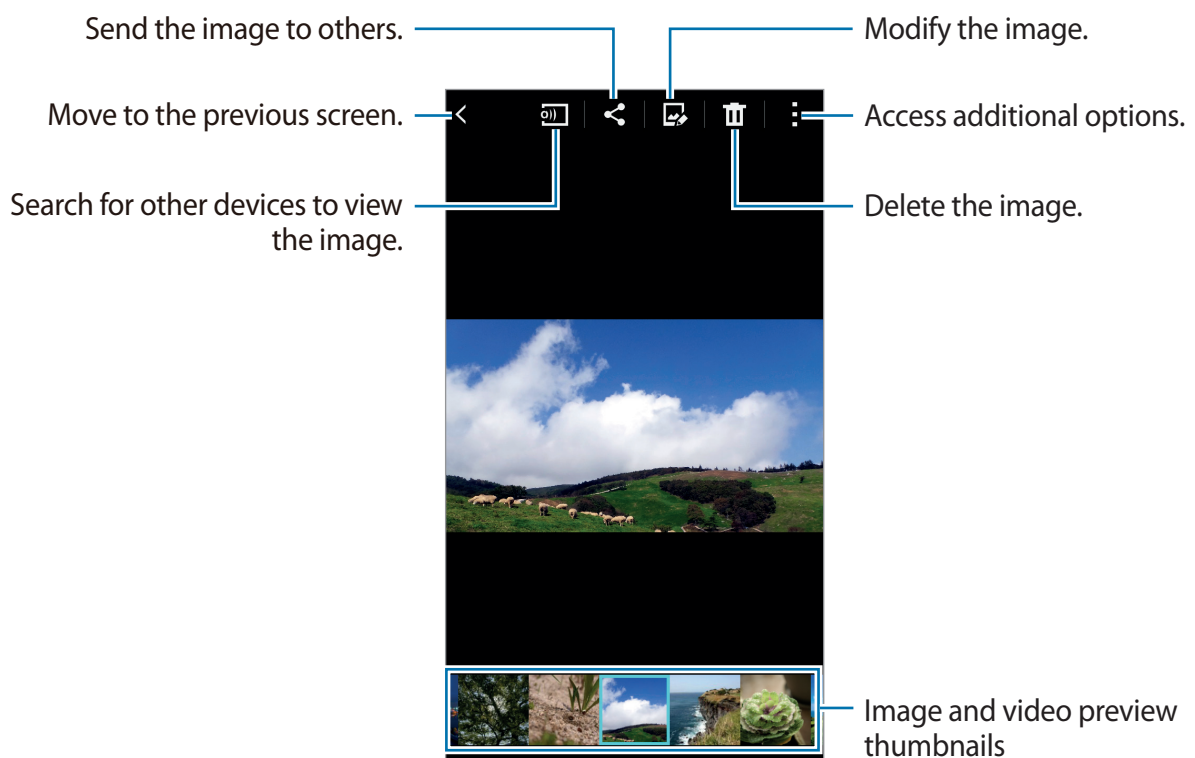 Send the image to others.
Modify the image.
Move to the previous screen.
Access additional options.
Search for other devices to view
the image.
Delete the image.
Image and video preview
thumbnails